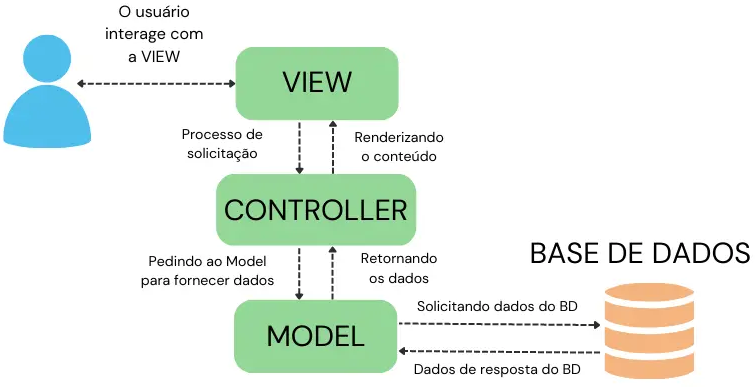 O usuário
interage com
a VIEW
VIEW
Processo de
solicitação
Renderizando
o conteúdo
CONTROLLER
Pedindo ao Model
para fornecer dados
Retornando
os dados
BASE DE DADOS
MODEL
Solicitando dados do BD
Dados de resposta do BD